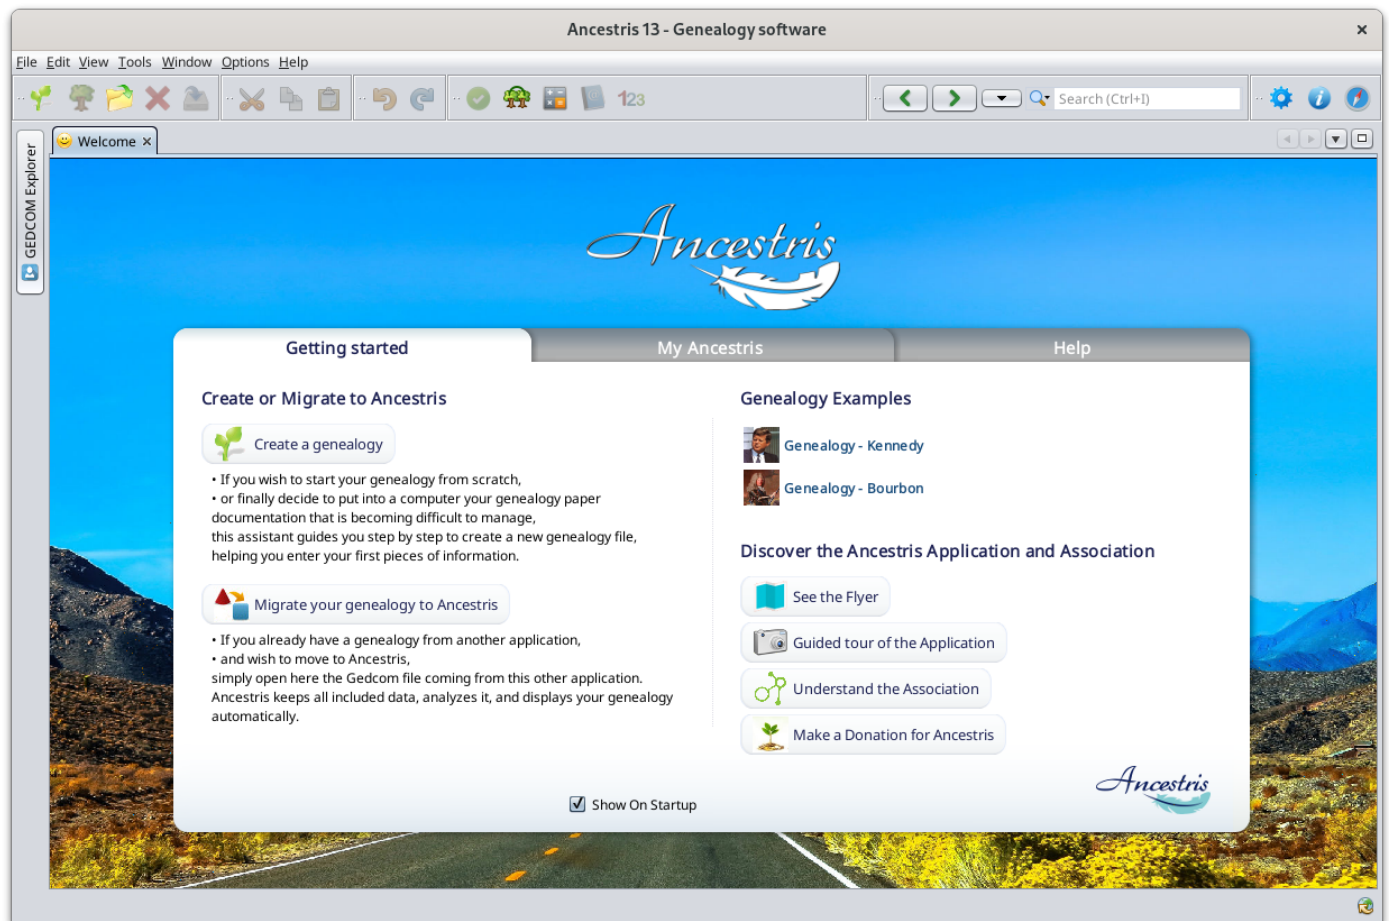 Ancestris 13 - Genealogy software
File Edit View Tools Window Options Help
123
Search (Ctrl+I)
Welcome
GEDCOM Explorer
Ancestris
Getting started
My Ancestris
Help
Create or Migrate to Ancestris
Create a genealogy
• If you wish to start your genealogy from scratch,
• or finally decide to put into a computer your genealogy paper
documentation that is becoming difficult to manage,
this assistant guides you step by step to create a new genealogy file,
helping you enter your first pieces of information.
Migrate your genealogy to Ancestris
• If you already have a genealogy from another application,
• and wish to move to Ancestris,
simply open here the Gedcom file coming from this other application.
Ancestris keeps all included data, analyzes it, and displays your genealogy
automatically.
Genealogy Examples
Genealogy - Kennedy
Genealogy - Bourbon
Discover the Ancestris Application and Association
See the Flyer
Guided tour of the Application
Understand the Association
Make a Donation for Ancestris
Ancestris
Show On Startup